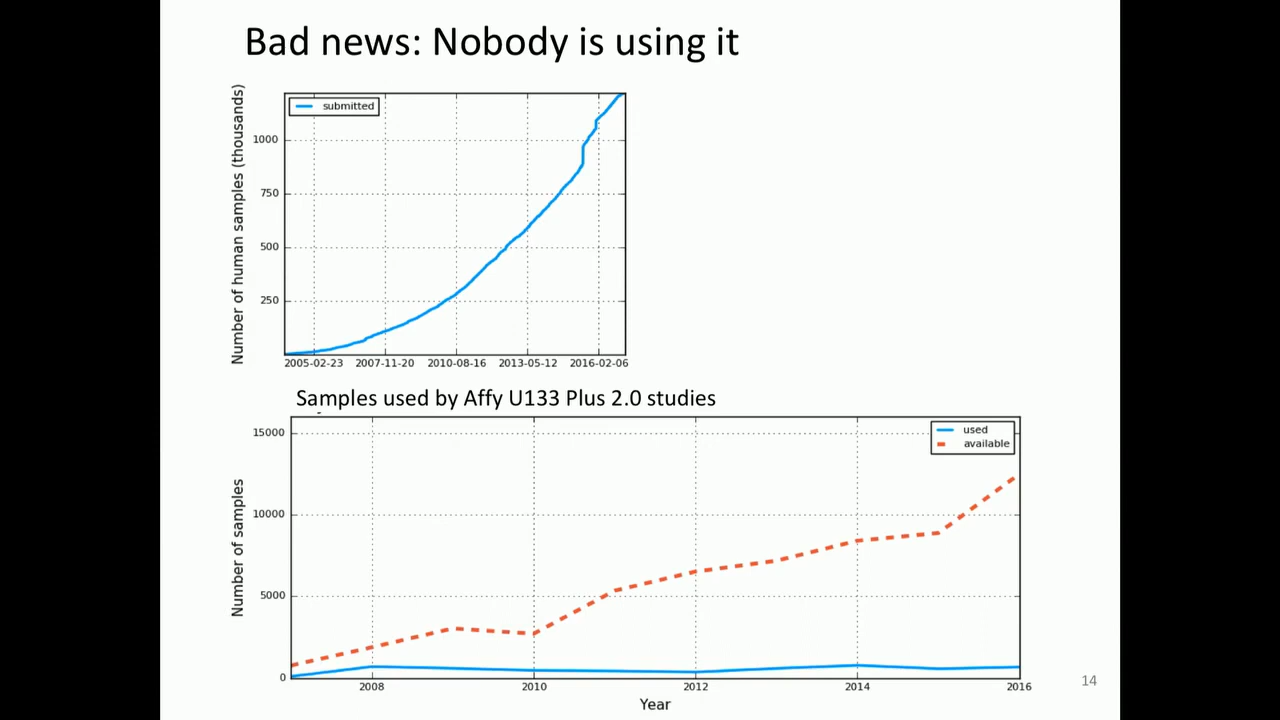 Bad news: Nobody is using it
Number of human samples (thousands)
submitted
1000
750
500
250
2005-02-23 2007-11-20 2010-08-16 2013-05-12 2016-02-06
Samples used by Affy U133 Plus 2.0 studies
Number of samples
used
available
15000
10000
5000
0
2008 2010 2012 2014 2016
Year
14